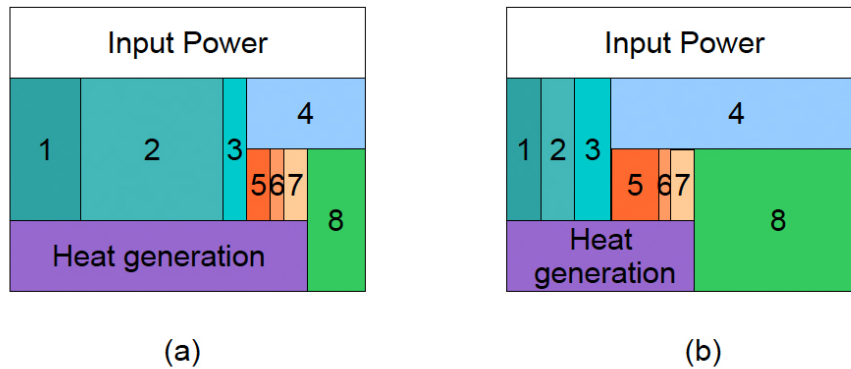 Input Power
1 2 3 4
5 6 7 8
Heat generation
(a)
Input Power
1 2 3 4
5 6 7 8
Heat
generation
(b)